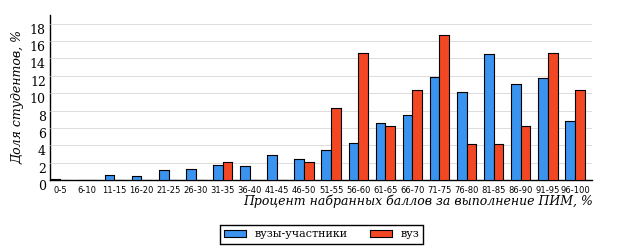 Доля студентов, %
18
16
14
12
10
8
6
4
2
0
0-5 6-10 11-15 16-20 21-25 26-30 31-35 36-40 41-45 46-50 51-55 56-60 61-65 66-70 71-75 76-80 81-85 86-90 91-95 96-100
Процент набранных баллов за выполнение ПИМ, %
вузы-участники вуз